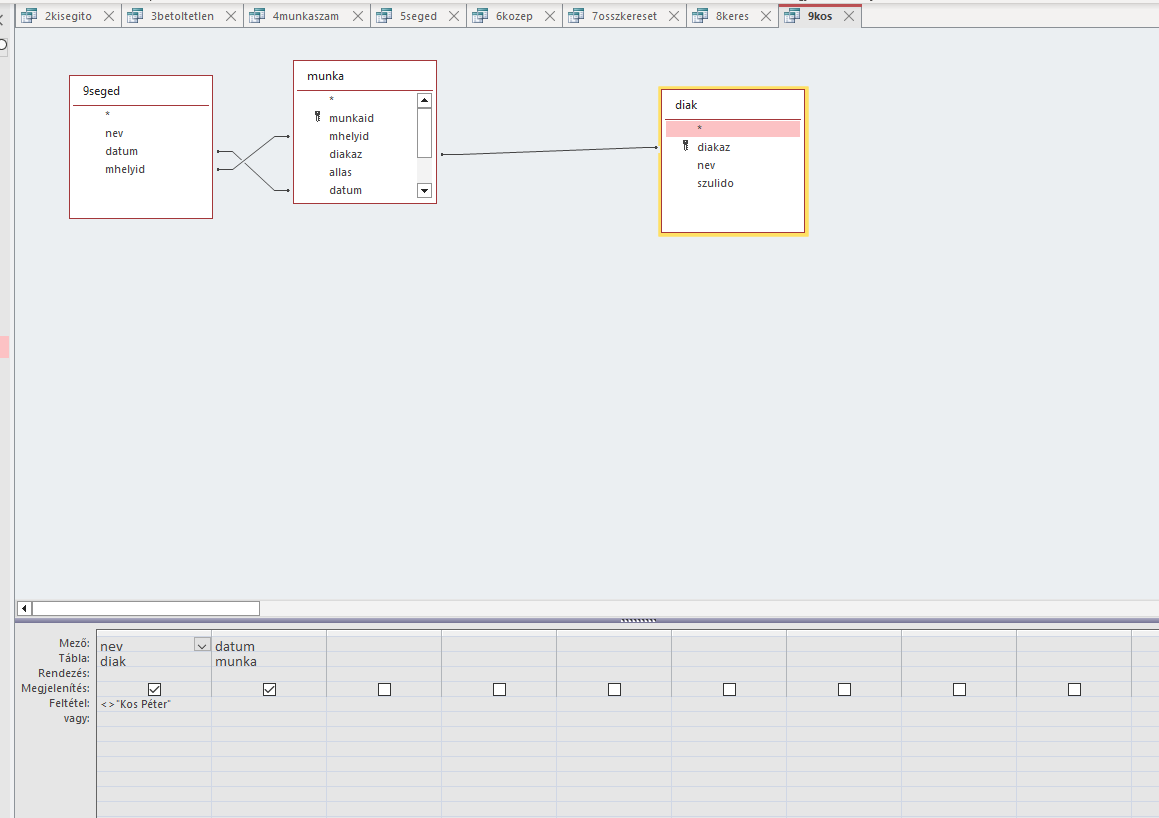 2kisegito 3betoltetlen 4munkaszam 5seged 6kozep 7osszkereset 8keres 9kos
9seged
*
nev
datum
mhelyid
munka
*
munkaid
mhelyid
diakaz
allas
datum
diak
*
diakaz
nev
szulido
Mező: nev datum
Tábla: diak munka
Rendezés:
Megjelenítés:
Feltétel: <>"Kos Péter"
vagy: